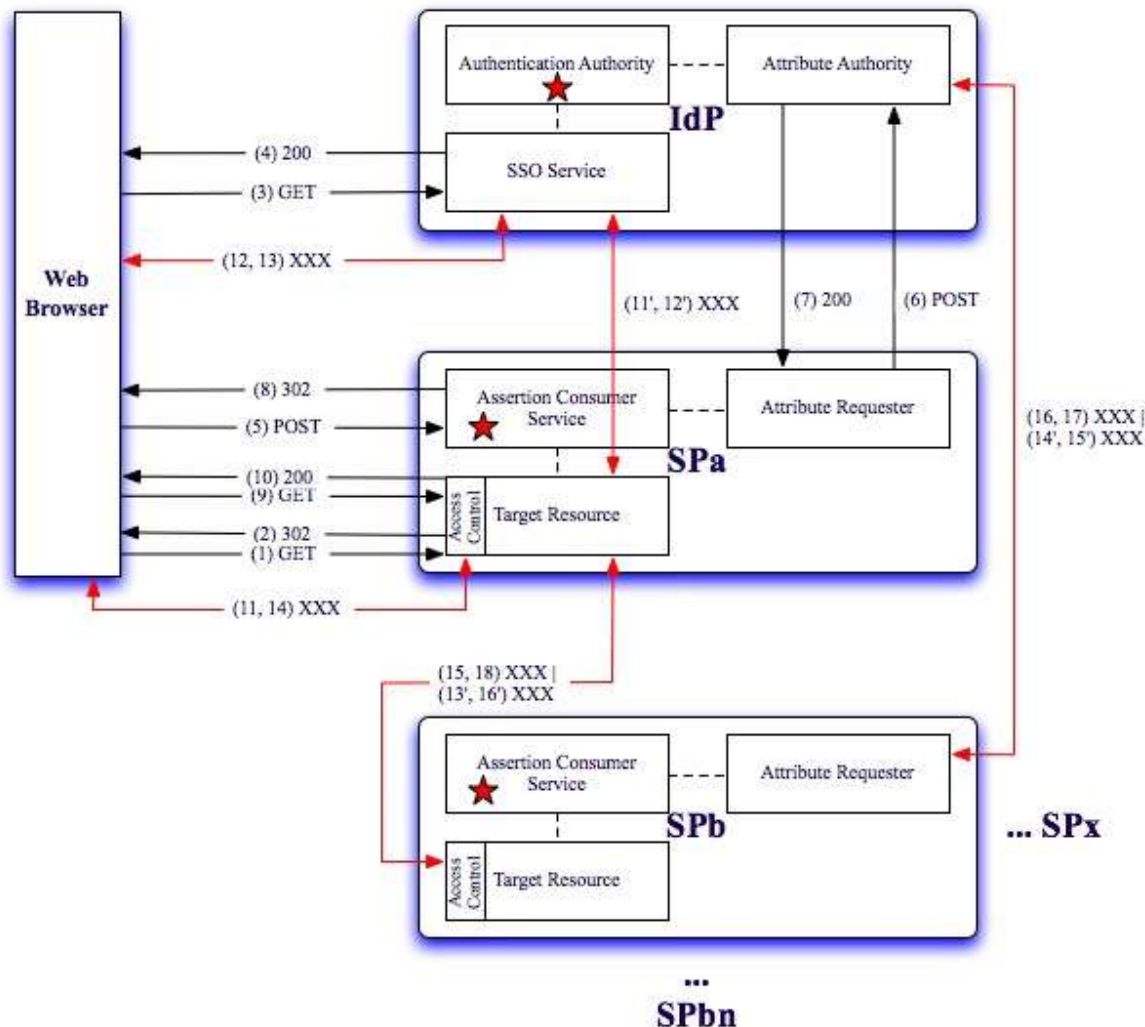 Authentication Authority
Attribute Authority
IdP
(4) 200
SSO Service
(3) GET
(12, 13) XXX
Web
Browser
(11', 12') XXX
(7) 200
(6) POST
(8) 302
Assertion Consumer
Service
Attribute Requester
(5) POST
(16, 17) XXX |
(14', 15') XXX
SPa
(10) 200
(9) GET
Access
Control
Target Resource
(2) 302
(1) GET
(11, 14) XXX
(15, 18) XXX |
(13', 16') XXX
Assertion Consumer
Service
Attribute Requester
SPb
... SPx
Access
Control
Target Resource
...
SPbn